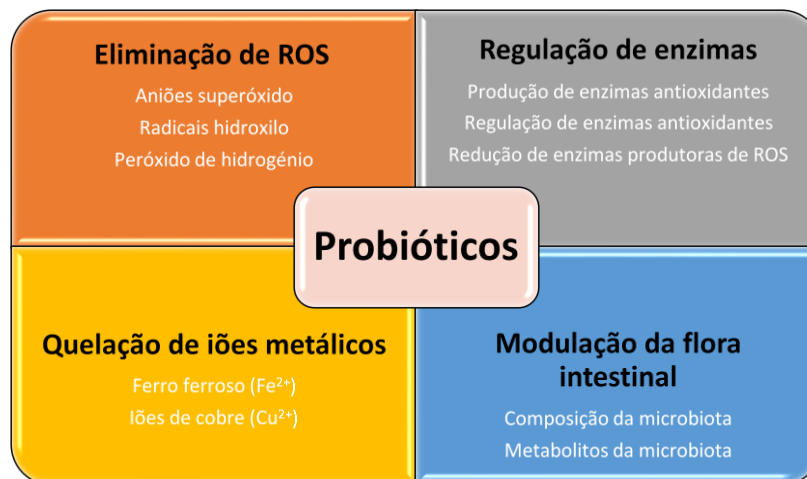 Eliminação de ROS
Aniões superóxido
Radicais hidroxilo
Peróxido de hidrogénio
Regulação de enzimas
Produção de enzimas antioxidantes
Regulação de enzimas antioxidantes
Redução de enzimas produtoras de ROS
Probióticos
Quelação de iões metálicos
Ferro ferroso (Fe²⁺)
Iões de cobre (Cu²⁺)
Modulação da flora
intestinal
Composição da microbiota
Metabolitos da microbiota